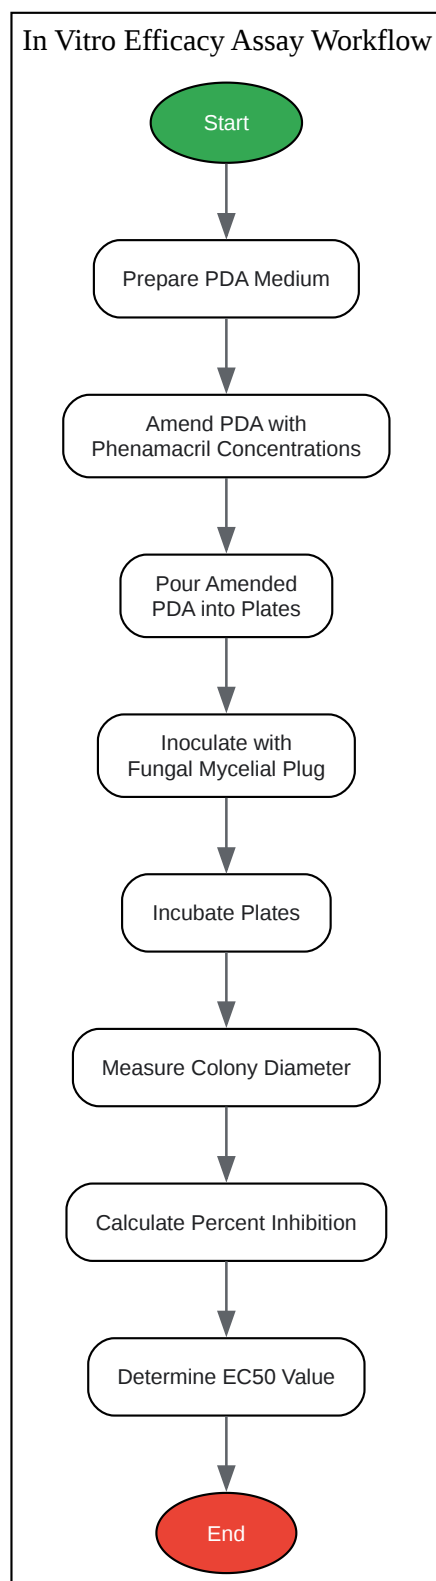 In Vitro Efficacy Assay Workflow
Start
Prepare PDA Medium
Amend PDA with
Phenamacril Concentrations
Pour Amended
PDA into Plates
Inoculate with
Fungal Mycelial Plug
Incubate Plates
Measure Colony Diameter
Calculate Percent Inhibition
Determine EC50 Value
End